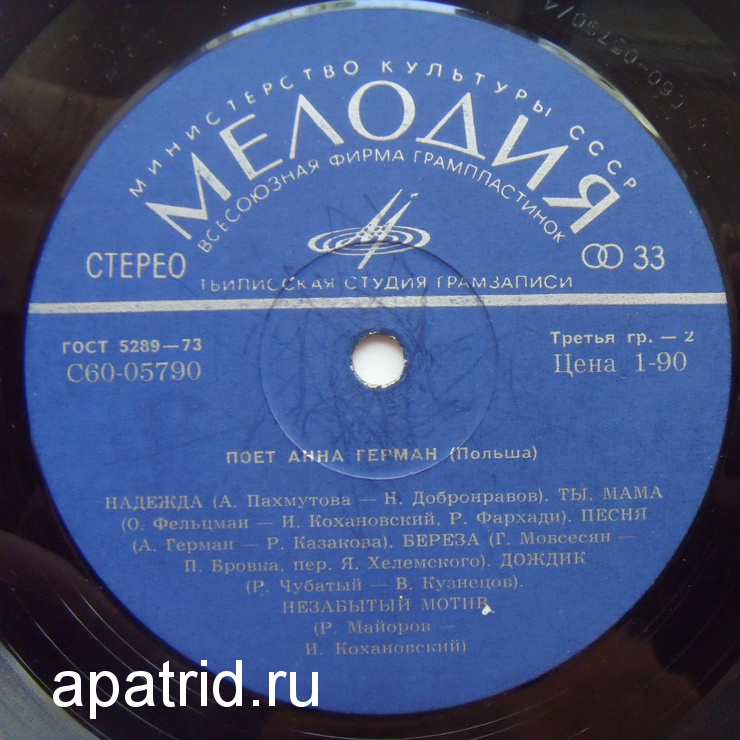 МИНИСТЕРСТВО КУЛЬТУРЫ СССР
МЕЛОДИЯ
ВСЕСОЮЗНАЯ ФИРМА ГРАМПЛАСТИНОК
СТЕРЕО
33
ТБИЛИССКАЯ СТУДИЯ ГРАМЗАПИСИ
ГОСТ 5289—73
Третья гр. — 2
С60-05790
Цена 1-90
ПОЕТ АННА ГЕРМАН (Польша)
НАДЕЖДА (А. Пахмутова — Н. Добронравов). ТЫ, МАМА
(О. Фельцман — И. Кохановский, Р. Фархади). ПЕСНЯ
(А. Герман — Р. Казакова). БЕРЕЗА (Г. Мовсесян —
П. Бровка, пер. Я. Хелемского). ДОЖДИК
(Р. Чубатый — В. Кузнецов).
НЕЗАБЫТЫЙ МОТИВ
(Р. Майоров —
И. Кохановский)
apatrid.ru